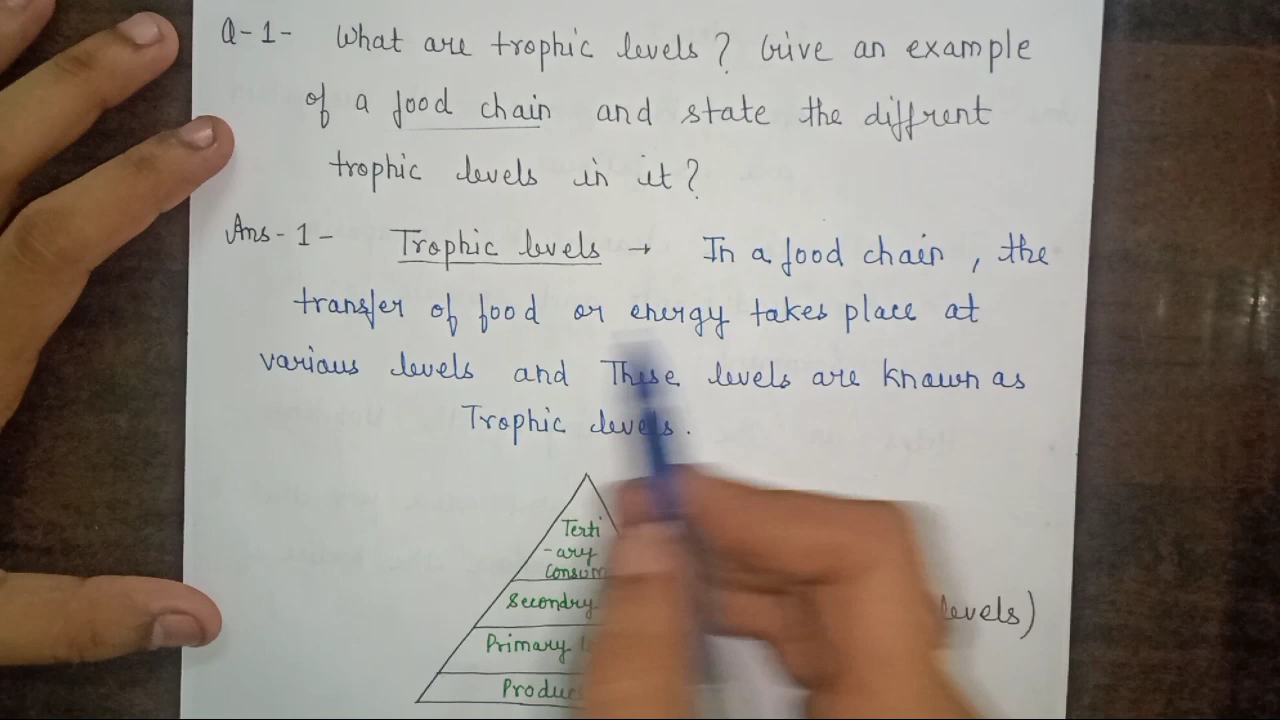 Q-1- What are trophic levels? Give an example
of a food chain and state the diffrent
trophic levels in it?
Ans-1- Trophic levels → In a food chain, the
transfer of food or energy takes place at
various levels and These levels are known as
Trophic levels.
Terti
-ary
Secondry
levels)
Primary